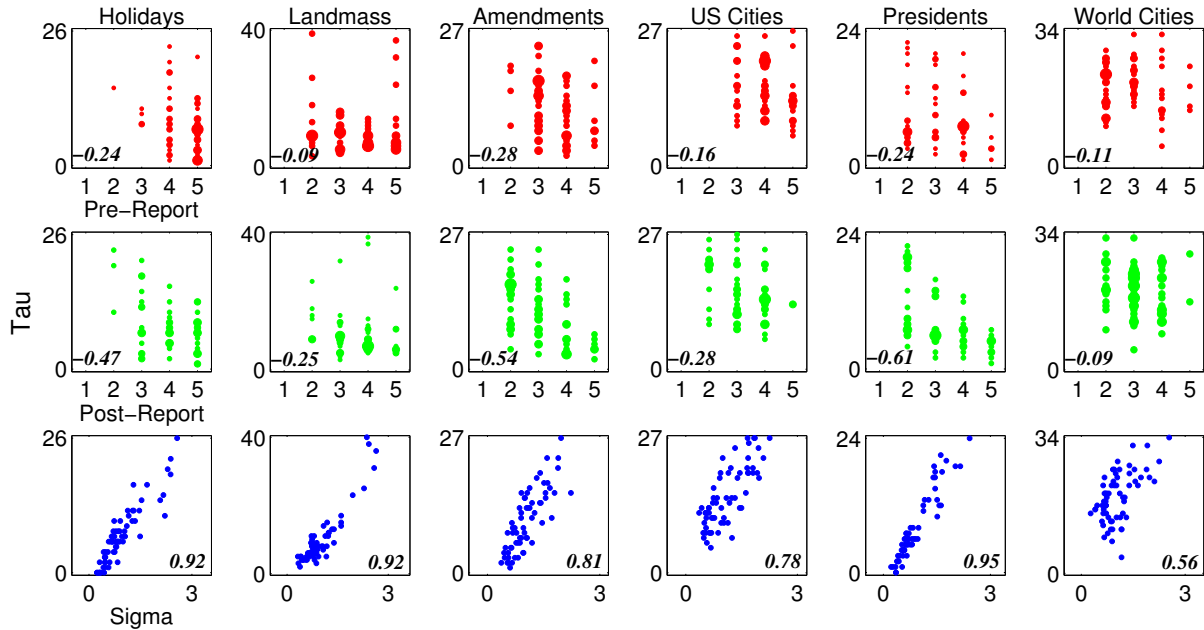 Holidays Landmass Amendments US Cities Presidents World Cities
26 40 27 27 24 34
−0.24 −0.09 −0.28 −0.16 −0.24 −0.11
0 0 0 0 0 0
1 2 3 4 5 1 2 3 4 5 1 2 3 4 5 1 2 3 4 5 1 2 3 4 5 1 2 3 4 5
Pre−Report
26 40 27 27 24 34
Tau
−0.47 −0.25 −0.54 −0.28 −0.61 −0.09
0 0 0 0 0 0
1 2 3 4 5 1 2 3 4 5 1 2 3 4 5 1 2 3 4 5 1 2 3 4 5 1 2 3 4 5
Post−Report
26 40 27 27 24 34
0.92 0.92 0.81 0.78 0.95 0.56
0 0 0 0 0 0
0 3 0 3 0 3 0 3 0 3 0 3
Sigma